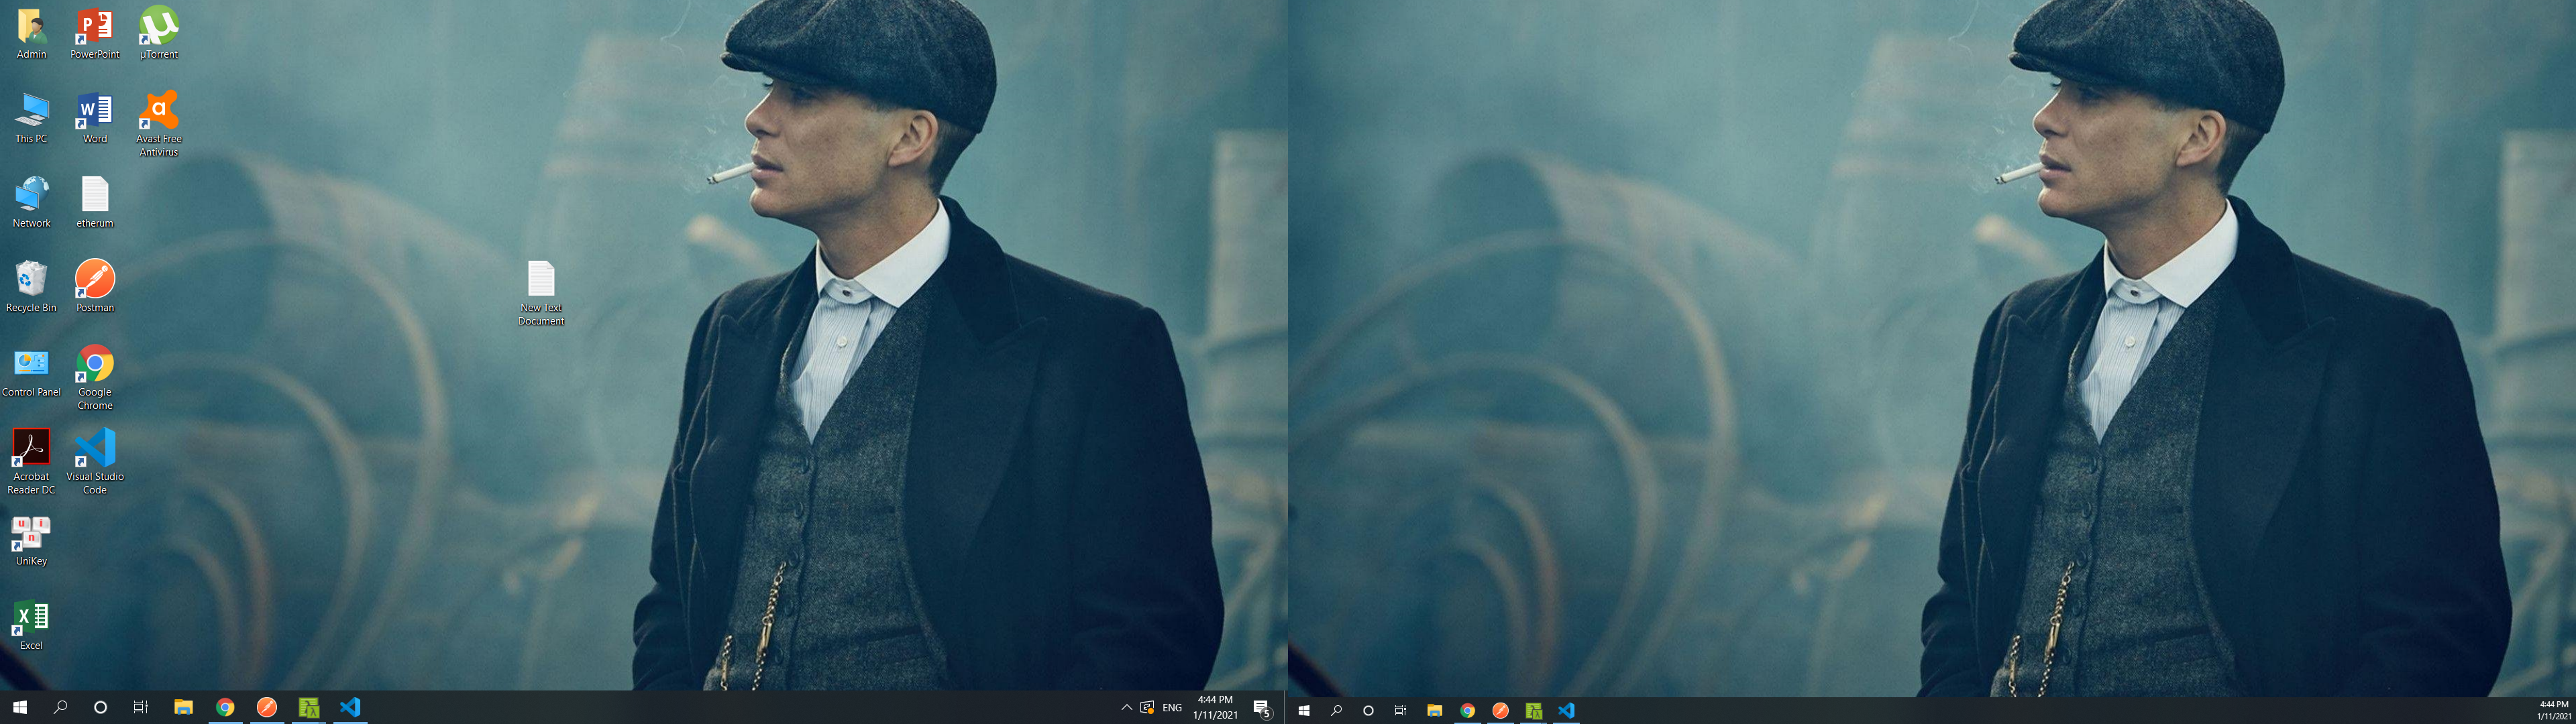 Admin
PowerPoint
µTorrent
This PC
Word
Avast Free
Antivirus
Network
etherum
Recycle Bin
Postman
New Text
Document
Control Panel
Google
Chrome
Acrobat
Reader DC
Visual Studio
Code
UniKey
Excel
ENG
4:44 PM
1/11/2021
5
4:44 PM
1/11/2021